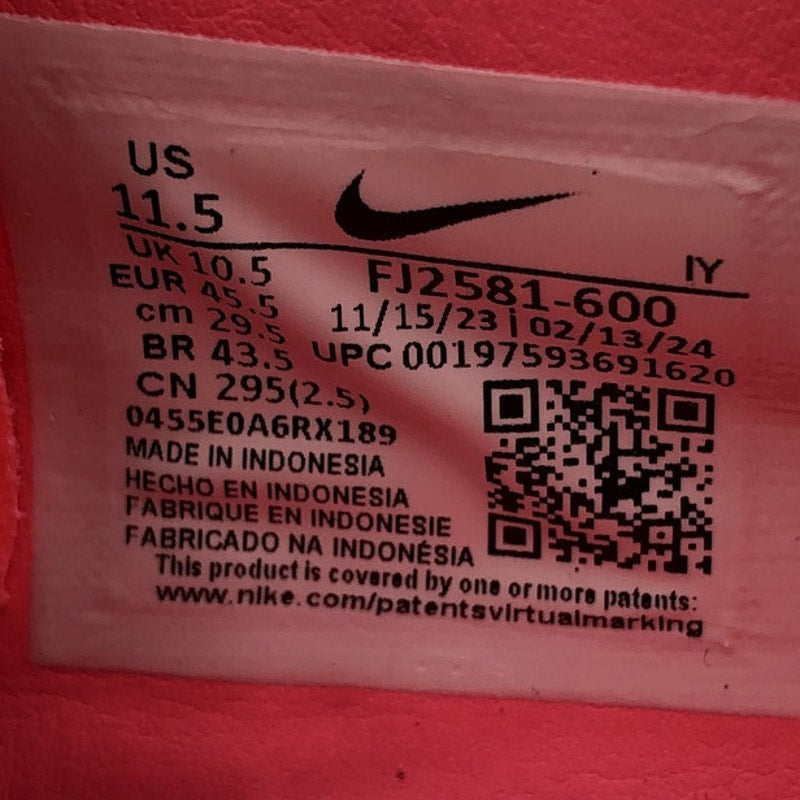 US
11.5
IY
UK 10.5
EUR 45.5
cm 29.5
BR 43.5
CN 295(2.5)
FJ2581-600
11/15/23 | 02/13/24
UPC 00197593691620
0455E0A6RX189
MADE IN INDONESIA
HECHO EN INDONESIA
FABRIQUE EN INDONESIE
FABRICADO NA INDONÉSIA
This product is covered by one or more patents:
www.nike.com/patentsvirtualmarking